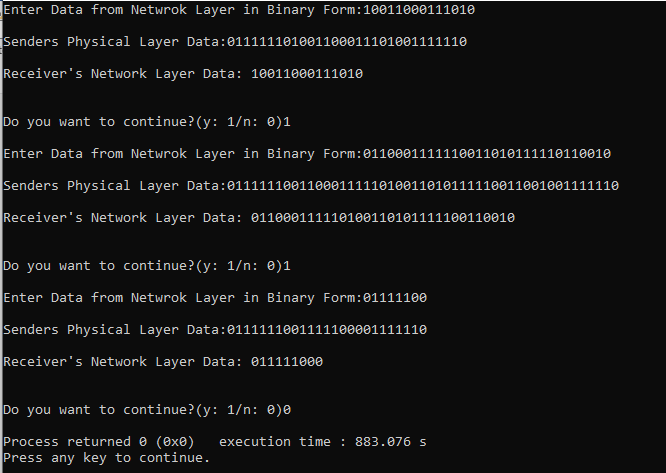 Enter Data from Netwrok Layer in Binary Form:10011000111010
Senders Physical Layer Data:011111101001100011101001111110
Receiver's Network Layer Data: 10011000111010
Do you want to continue?(y: 1/n: 0)1
Enter Data from Netwrok Layer in Binary Form:0110001111110011010111110110010
Senders Physical Layer Data:0111111001100011111010011010111110011001001111110
Receiver's Network Layer Data: 011000111110100110101111100110010
Do you want to continue?(y: 1/n: 0)1
Enter Data from Netwrok Layer in Binary Form:01111100
Senders Physical Layer Data:0111111001111100001111110
Receiver's Network Layer Data: 011111000
Do you want to continue?(y: 1/n: 0)0
Process returned 0 (0x0)   execution time : 883.076 s
Press any key to continue.